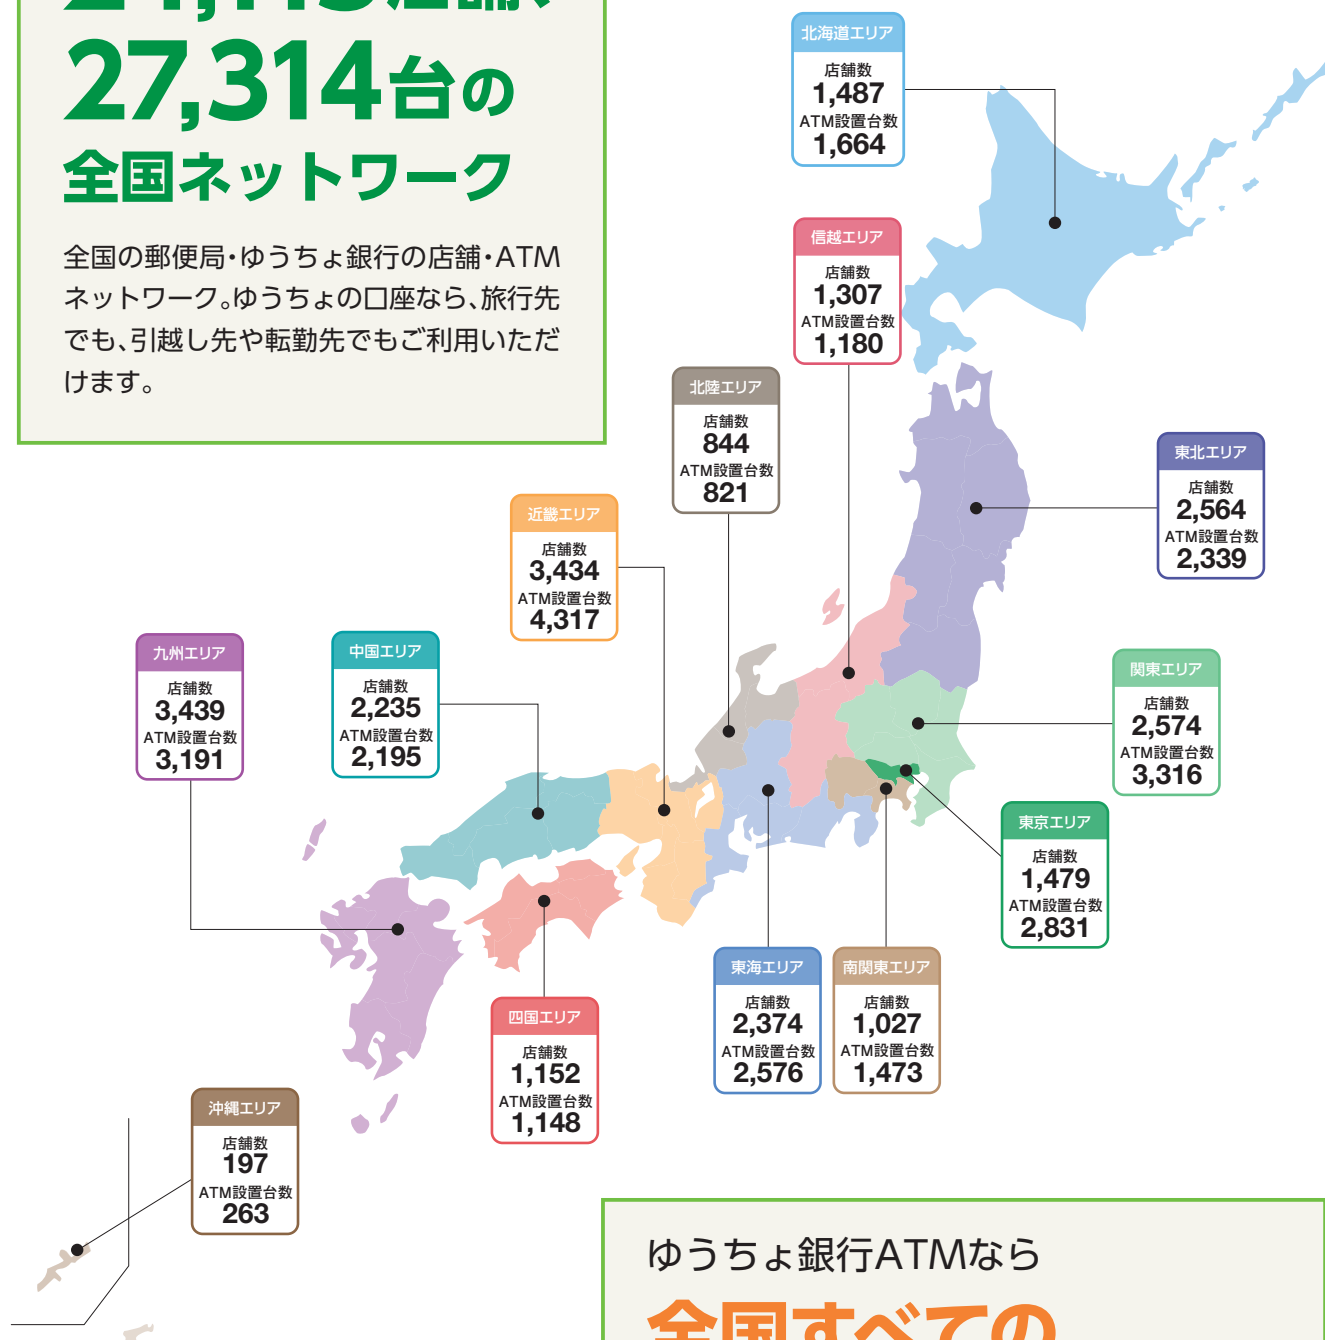 27,314台の
全国ネットワーク
全国の郵便局・ゆうちょ銀行の店舗・ATM
ネットワーク。ゆうちょの口座なら、旅行先
でも、引越し先や転勤先でもご利用いただ
けます。
北海道エリア
店舗数
1,487
ATM設置台数
1,664
信越エリア
店舗数
1,307
ATM設置台数
1,180
北陸エリア
店舗数
844
ATM設置台数
821
東北エリア
店舗数
2,564
ATM設置台数
2,339
近畿エリア
店舗数
3,434
ATM設置台数
4,317
九州エリア
店舗数
3,439
ATM設置台数
3,191
中国エリア
店舗数
2,235
ATM設置台数
2,195
関東エリア
店舗数
2,574
ATM設置台数
3,316
東京エリア
店舗数
1,479
ATM設置台数
2,831
東海エリア
店舗数
2,374
ATM設置台数
2,576
南関東エリア
店舗数
1,027
ATM設置台数
1,473
四国エリア
店舗数
1,152
ATM設置台数
1,148
沖縄エリア
店舗数
197
ATM設置台数
263
ゆうちょ銀行ATMなら
全国すべての